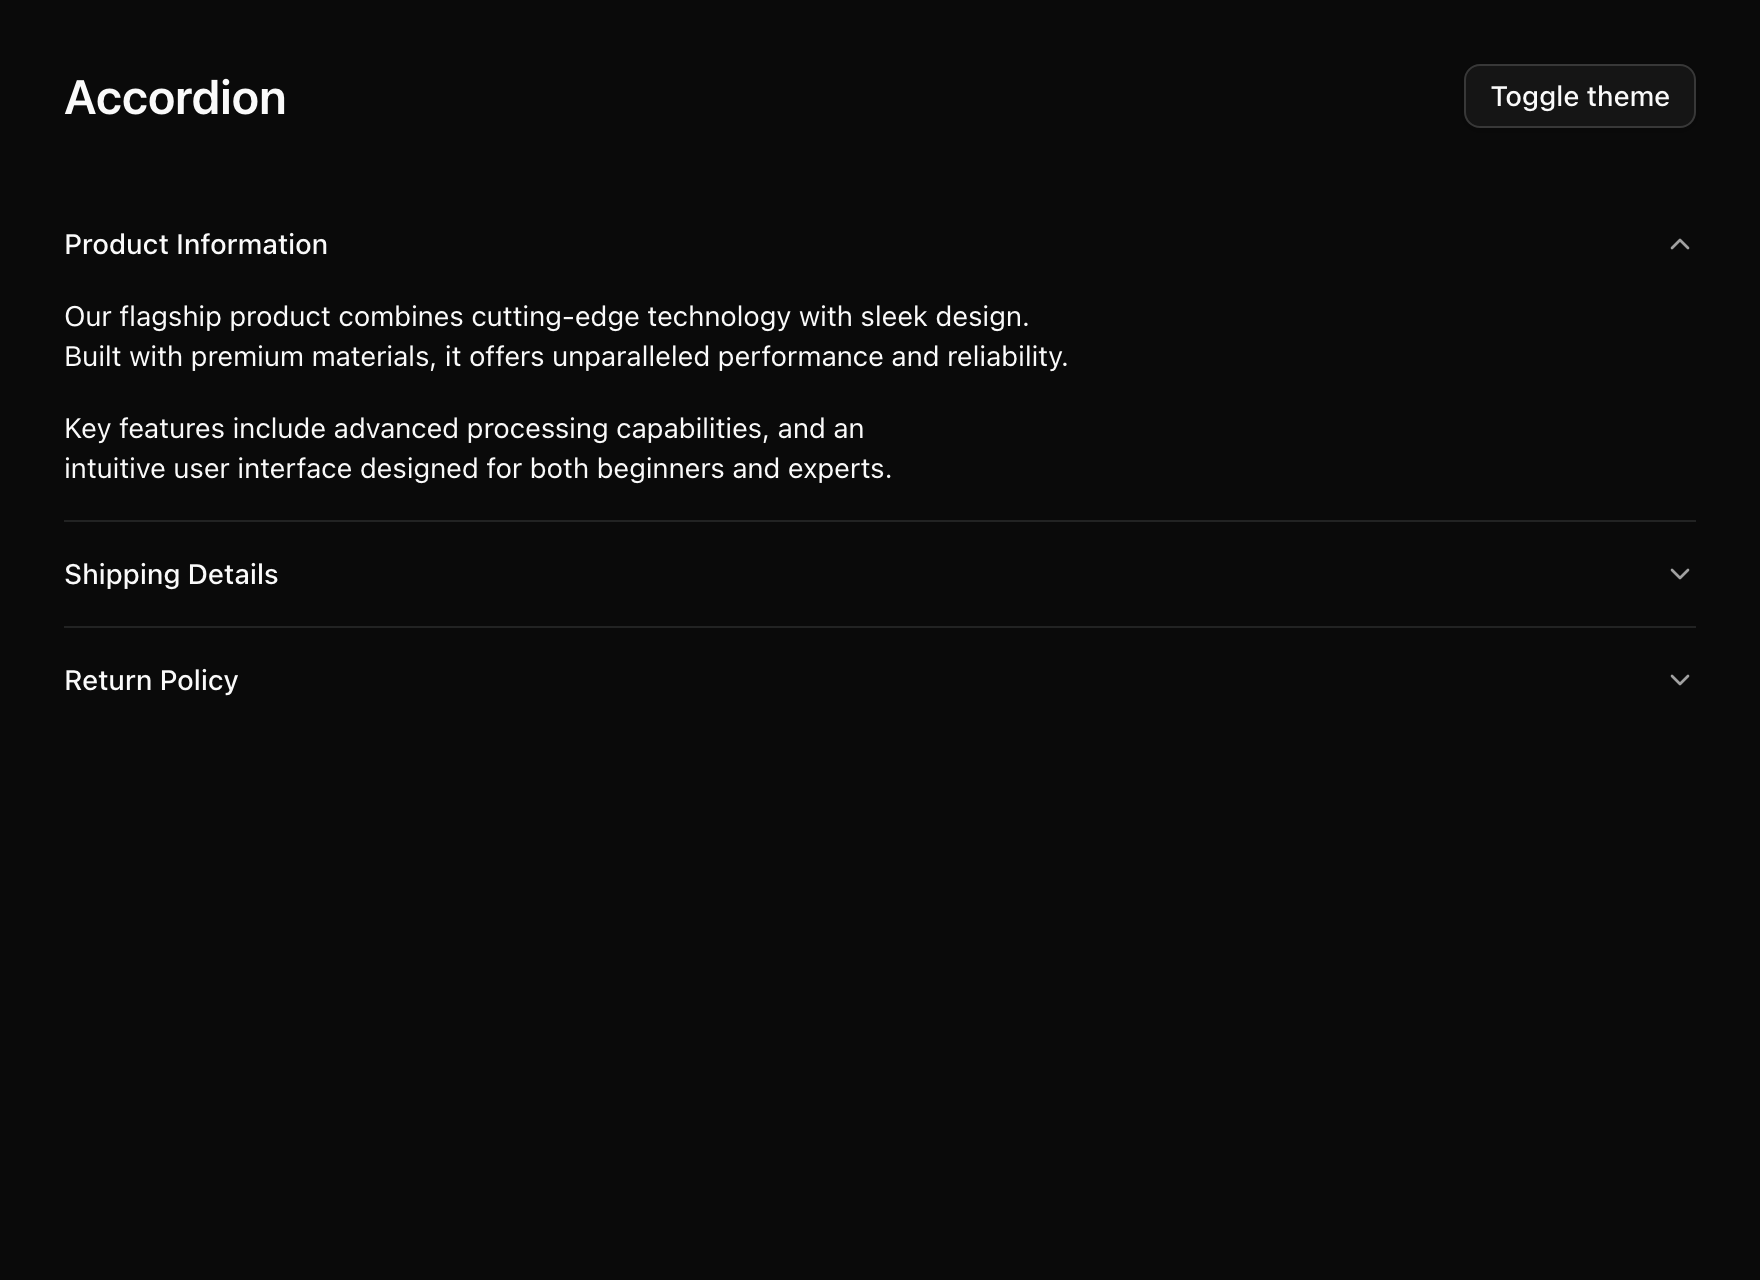 Accordion
Toggle theme
Product Information
Our flagship product combines cutting-edge technology with sleek design.
Built with premium materials, it offers unparalleled performance and reliability.
Key features include advanced processing capabilities, and an
intuitive user interface designed for both beginners and experts.
Shipping Details
Return Policy